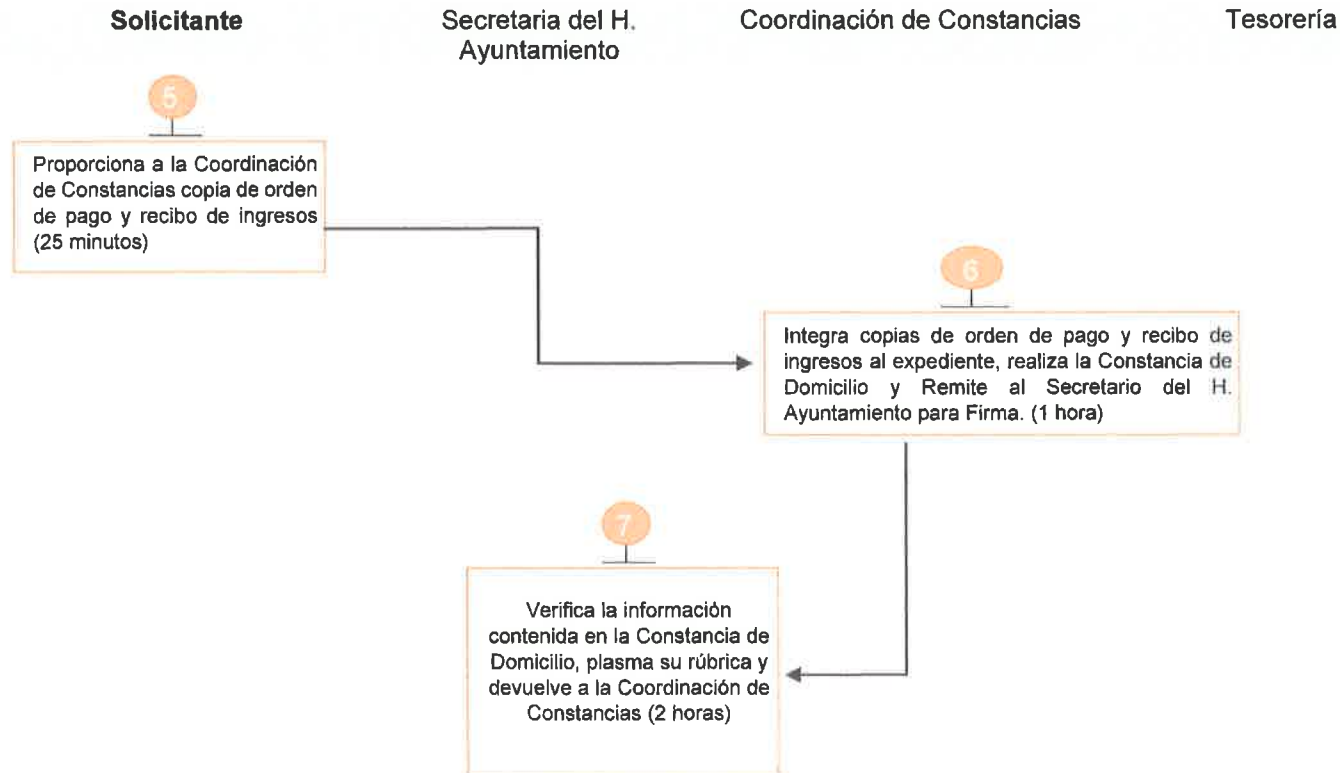 Solicitante
Secretaria del H.
Ayuntamiento
Coordinación de Constancias
Tesorería
5
Proporciona a la Coordinación
de Constancias copia de orden
de pago y recibo de ingresos
(25 minutos)
6
Integra copias de orden de pago y recibo de
ingresos al expediente, realiza la Constancia de
Domicilio y Remite al Secretario del H.
Ayuntamiento para Firma. (1 hora)
7
Verifica la información
contenida en la Constancia de
Domicilio, plasma su rúbrica y
devuelve a la Coordinación de
Constancias (2 horas)